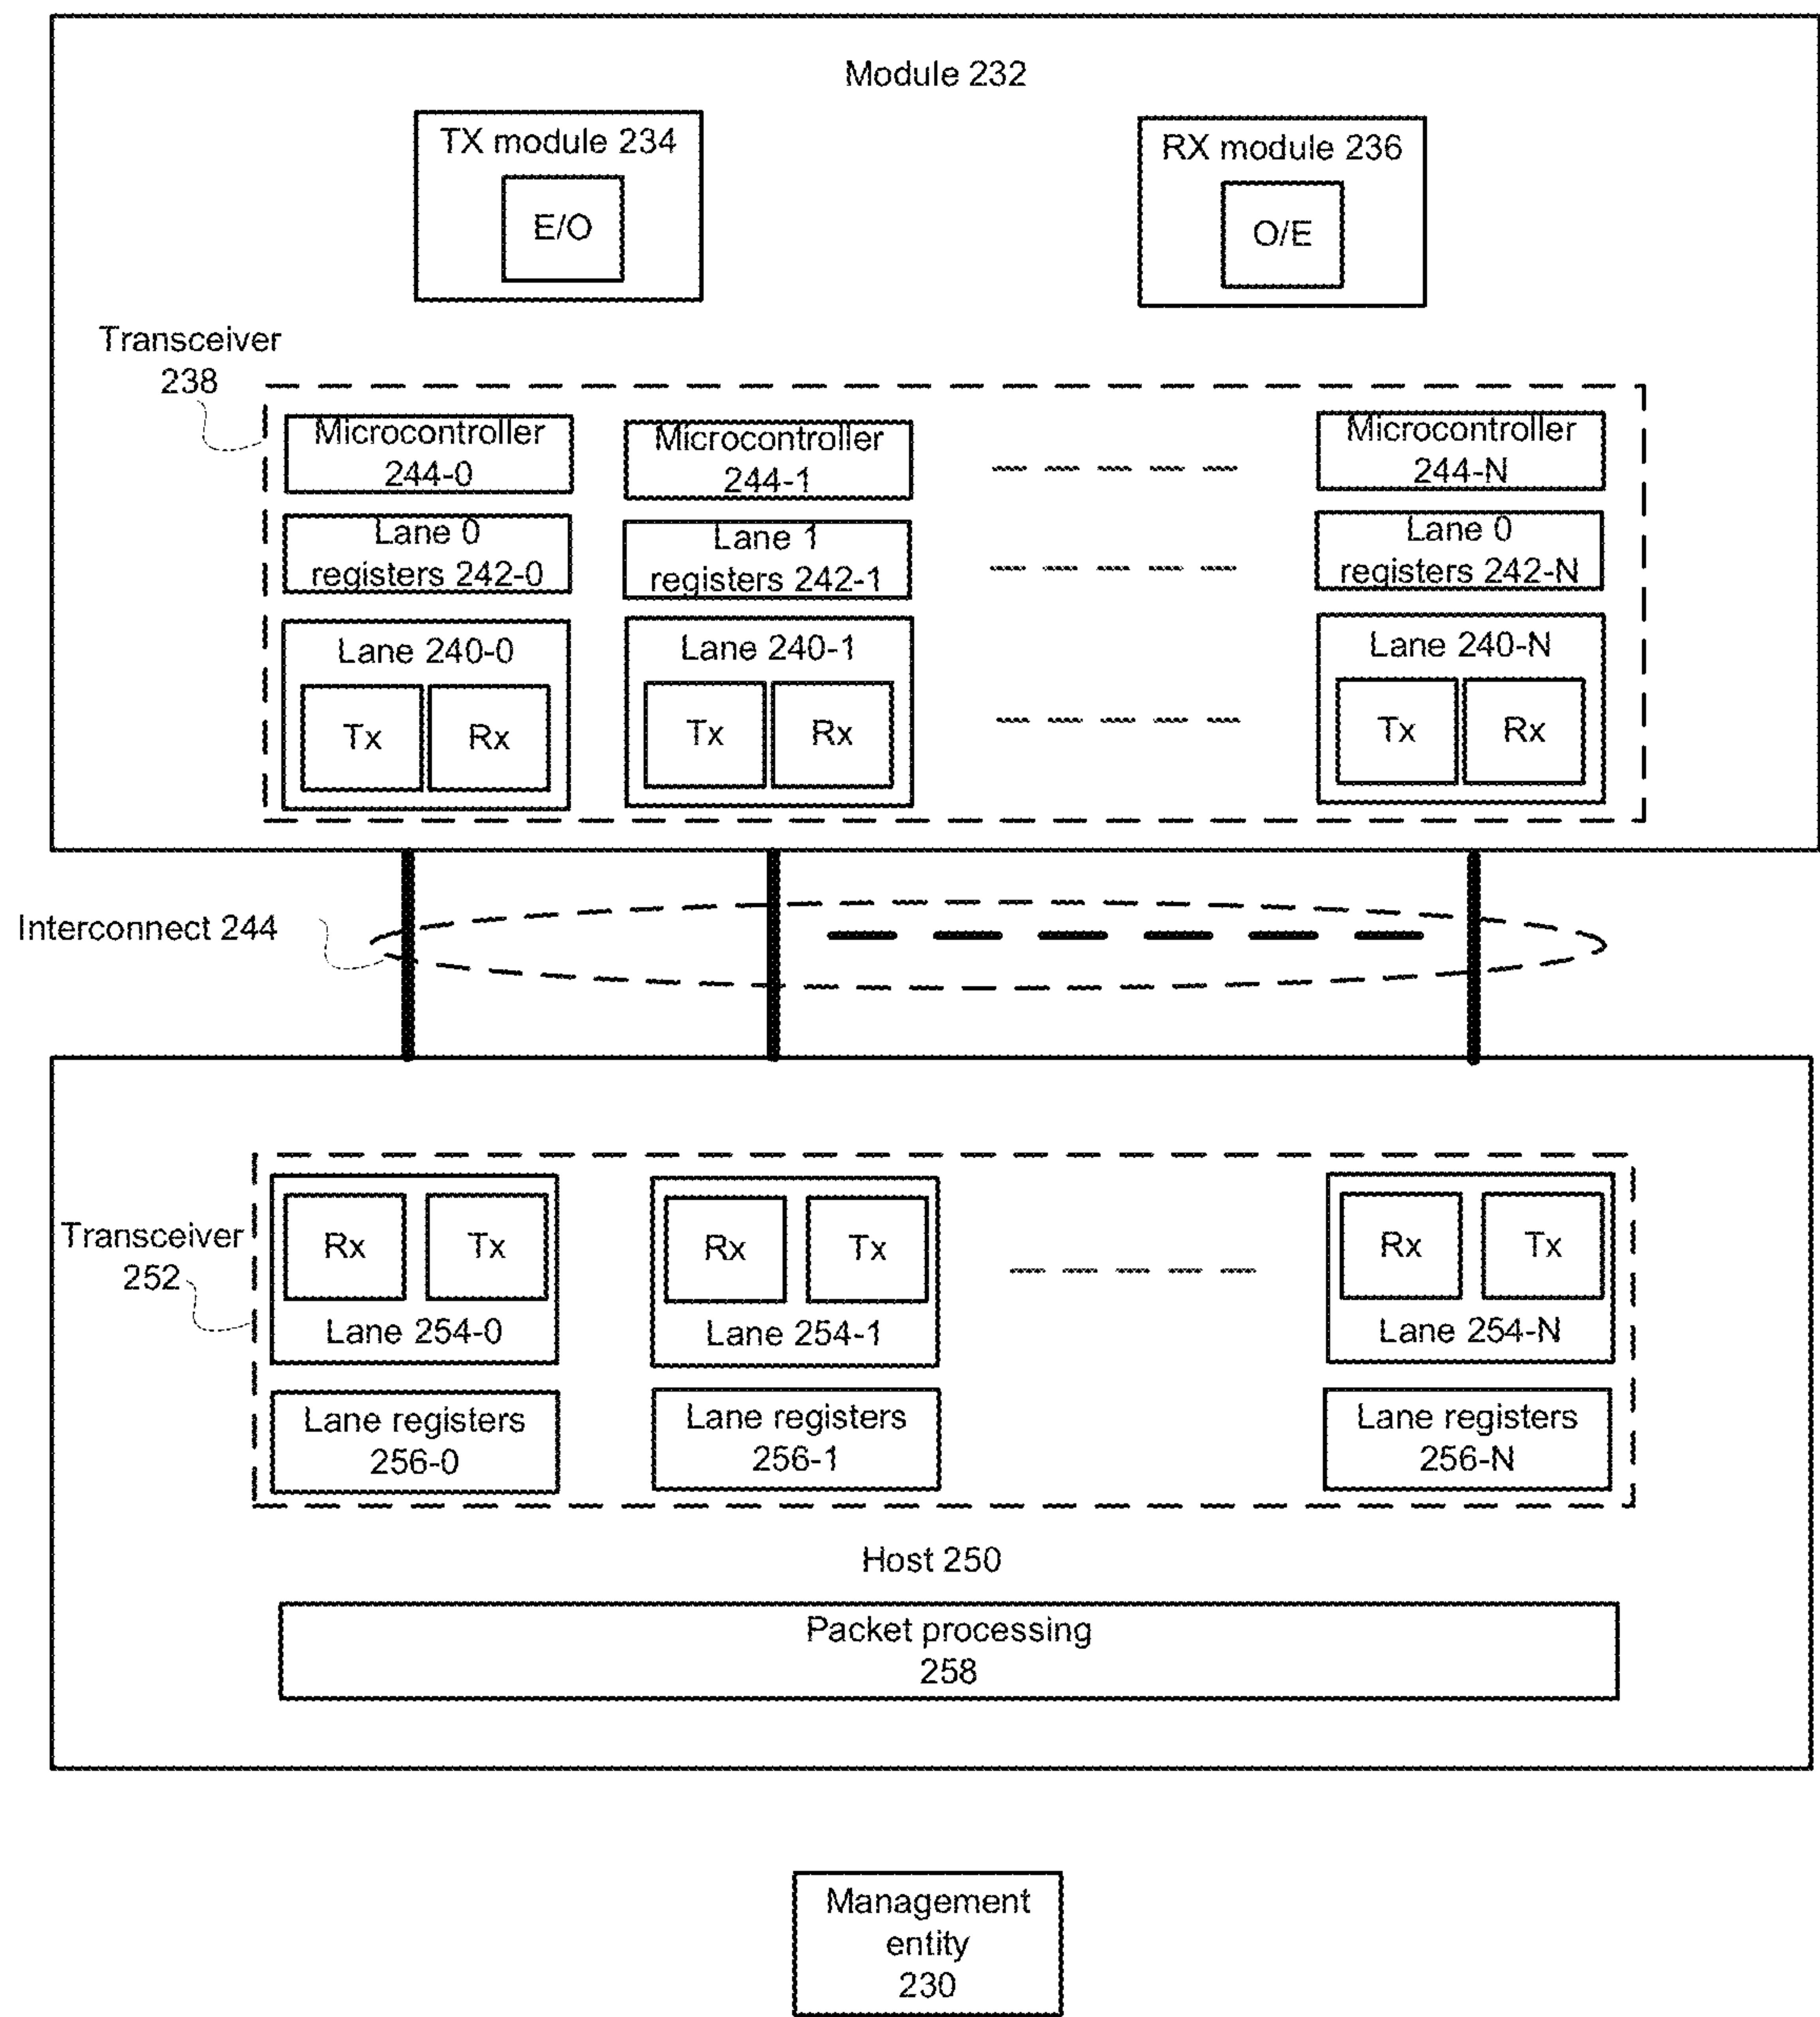 Module 232
TX module 234
E/O
RX module 236
O/E
Transceiver
238
Microcontroller
244-0
Microcontroller
244-1
Microcontroller
244-N
Lane 0
registers 242-0
Lane 1
registers 242-1
Lane 0
registers 242-N
Lane 240-0
Tx
Rx
Lane 240-1
Tx
Rx
Lane 240-N
Tx
Rx
Interconnect 244
Transceiver
252
Rx
Tx
Lane 254-0
Rx
Tx
Lane 254-1
Rx
Tx
Lane 254-N
Lane registers
256-0
Lane registers
256-1
Lane registers
256-N
Host 250
Packet processing
258
Management
entity
230